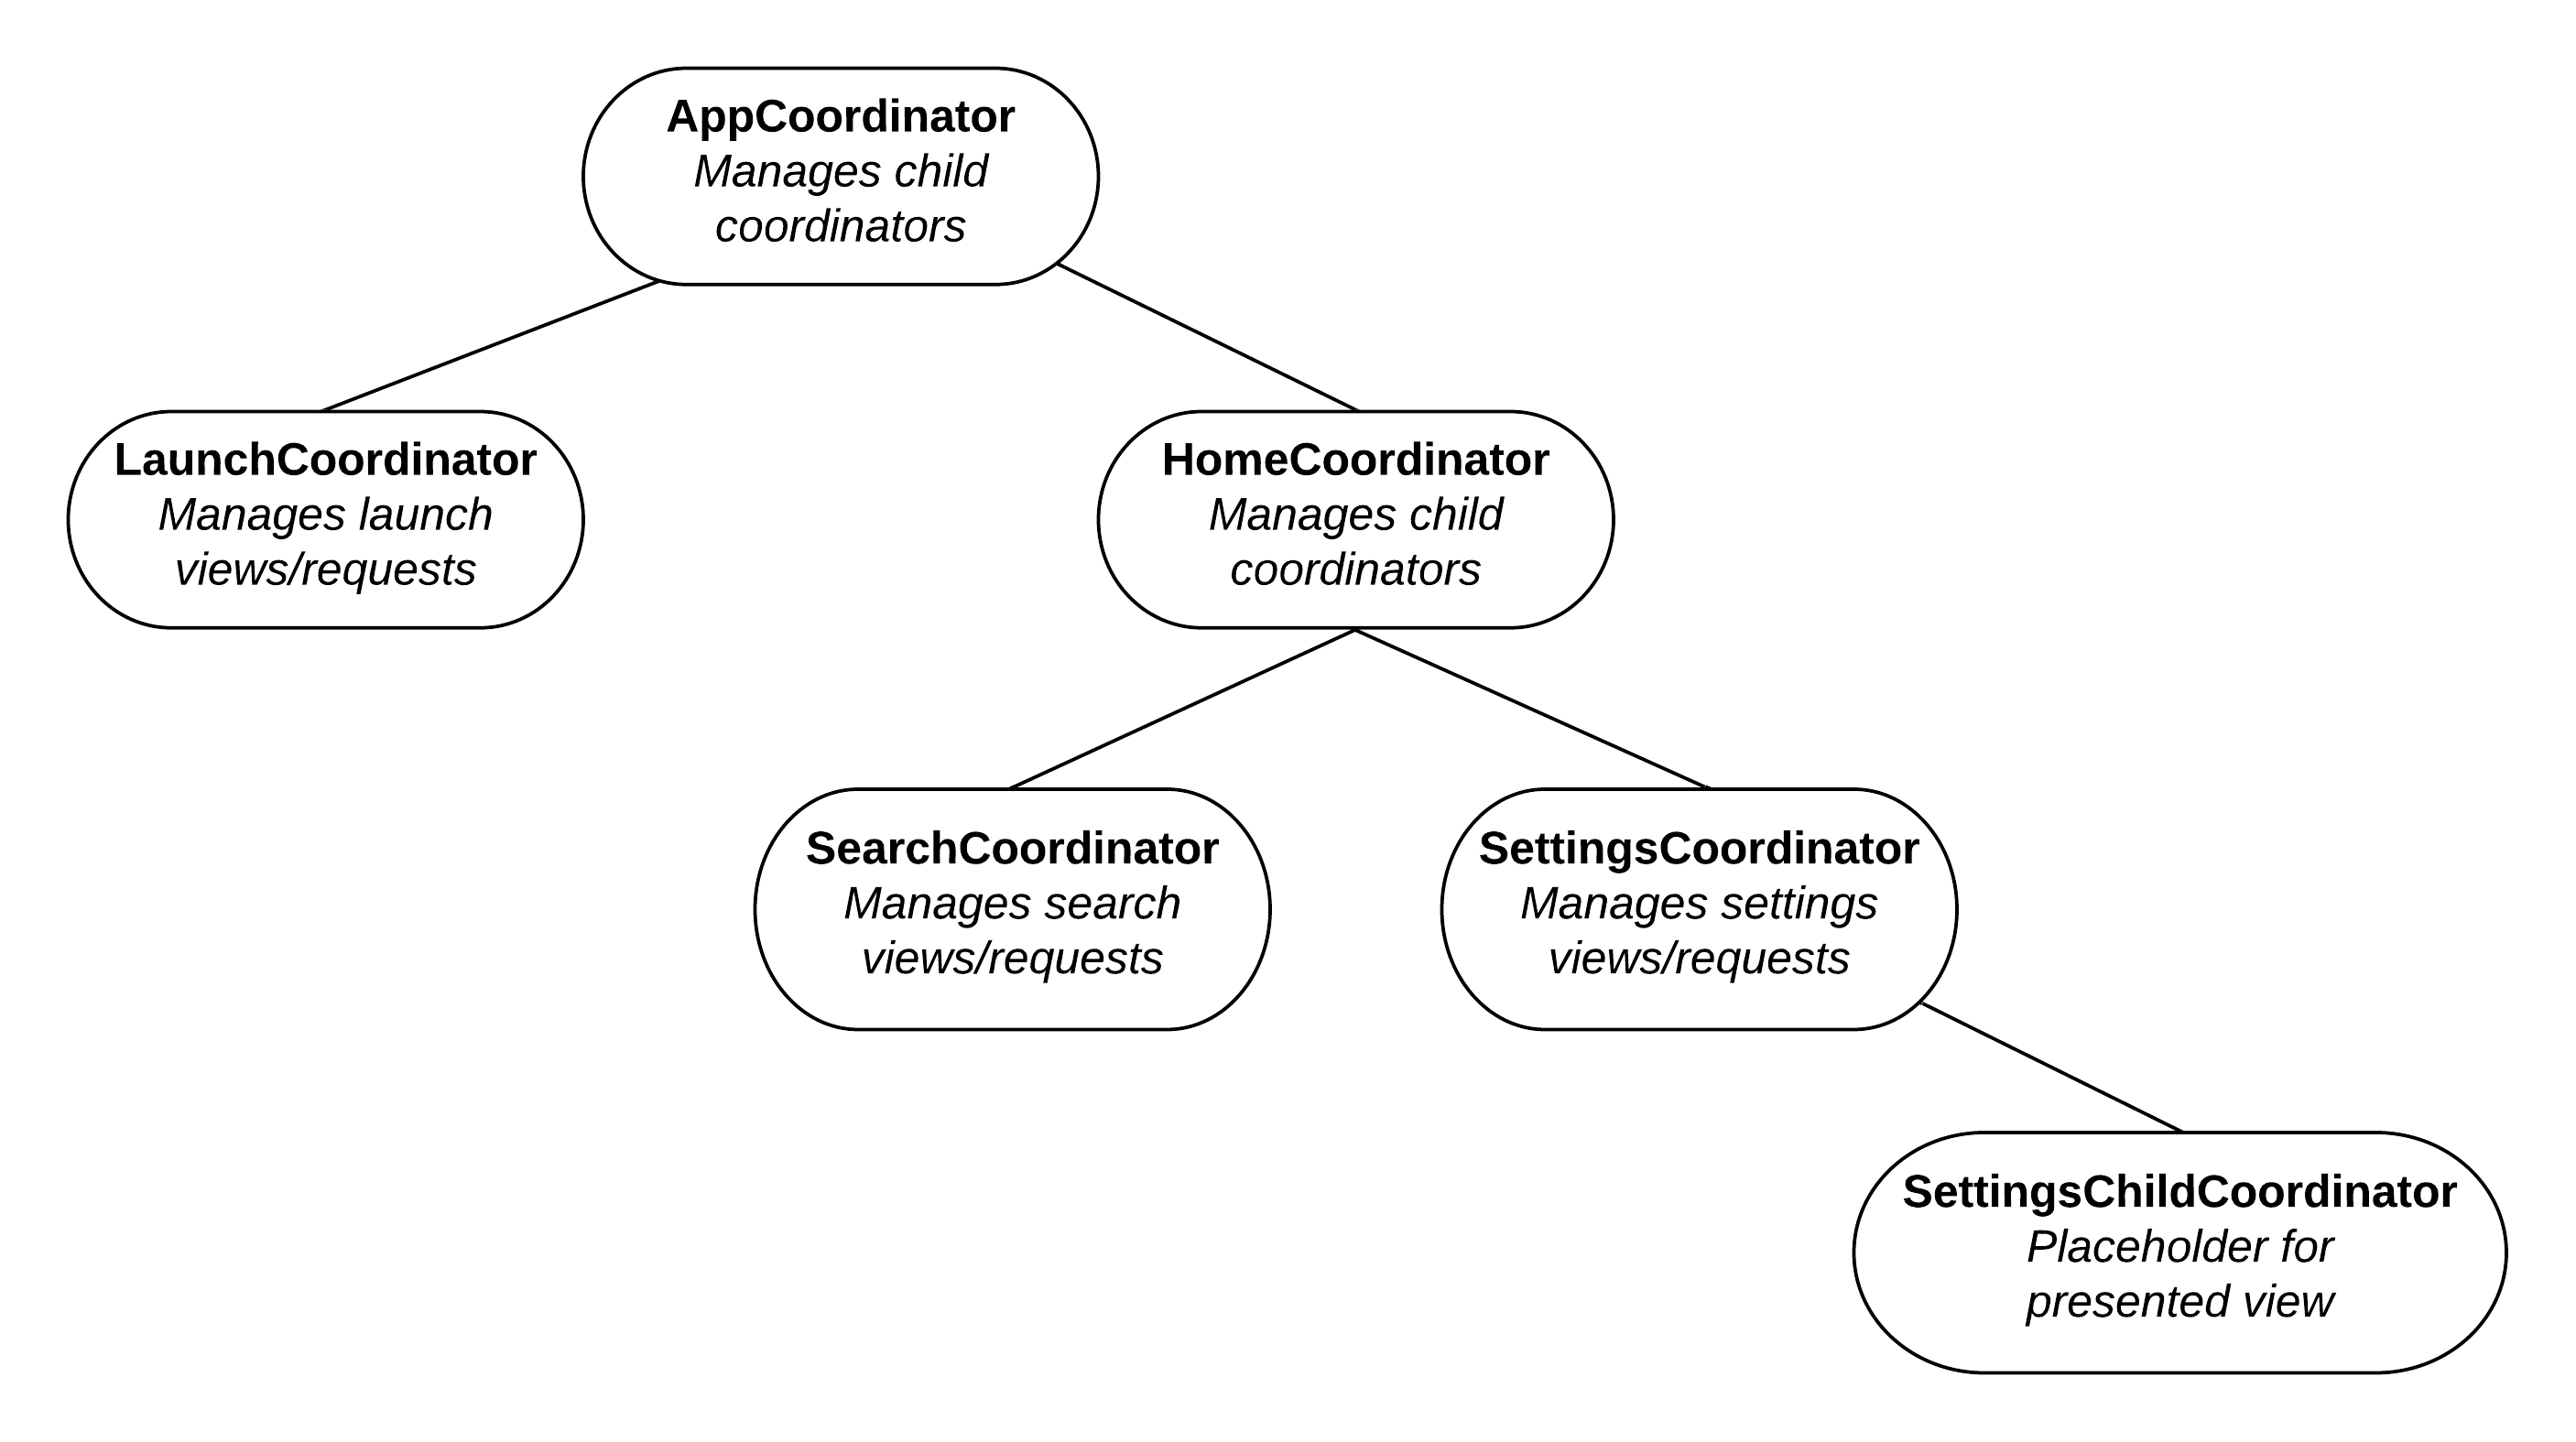 AppCoordinator
Manages child
coordinators
LaunchCoordinator
Manages launch
views/requests
HomeCoordinator
Manages child
coordinators
SearchCoordinator
Manages search
views/requests
SettingsCoordinator
Manages settings
views/requests
SettingsChildCoordinator
Placeholder for
presented view